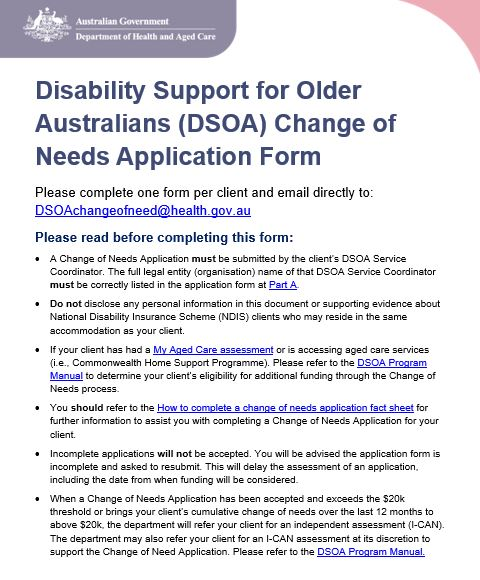 Australian Government
Department of Health and Aged Care
Disability Support for Older
Australians (DSOA) Change of
Needs Application Form
Please complete one form per client and email directly to:
DSOAchangeofneed@health.gov.au
Please read before completing this form:
• A Change of Needs Application must be submitted by the client's DSOA Service
Coordinator. The full legal entity (organisation) name of that DSOA Service Coordinator
must be correctly listed in the application form at Part A.
• Do not disclose any personal information in this document or supporting evidence about
National Disability Insurance Scheme (NDIS) clients who may reside in the same
accommodation as your client.
• If your client has had a My Aged Care assessment or is accessing aged care services
(i.e., Commonwealth Home Support Programme). Please refer to the DSOA Program
Manual to determine your client's eligibility for additional funding through the Change of
Needs process.
• You should refer to the How to complete a change of needs application fact sheet for
further information to assist you with completing a Change of Needs Application for your
client.
• Incomplete applications will not be accepted. You will be advised the application form is
incomplete and asked to resubmit. This will delay the assessment of an application,
including the date from when funding will be considered.
• When a Change of Needs Application has been accepted and exceeds the $20k
threshold or brings your client's cumulative change of needs over the last 12 months to
above $20k, the department will refer your client for an independent assessment (I-CAN).
The department may also refer your client for an I-CAN assessment at its discretion to
support the Change of Need Application. Please refer to the DSOA Program Manual.